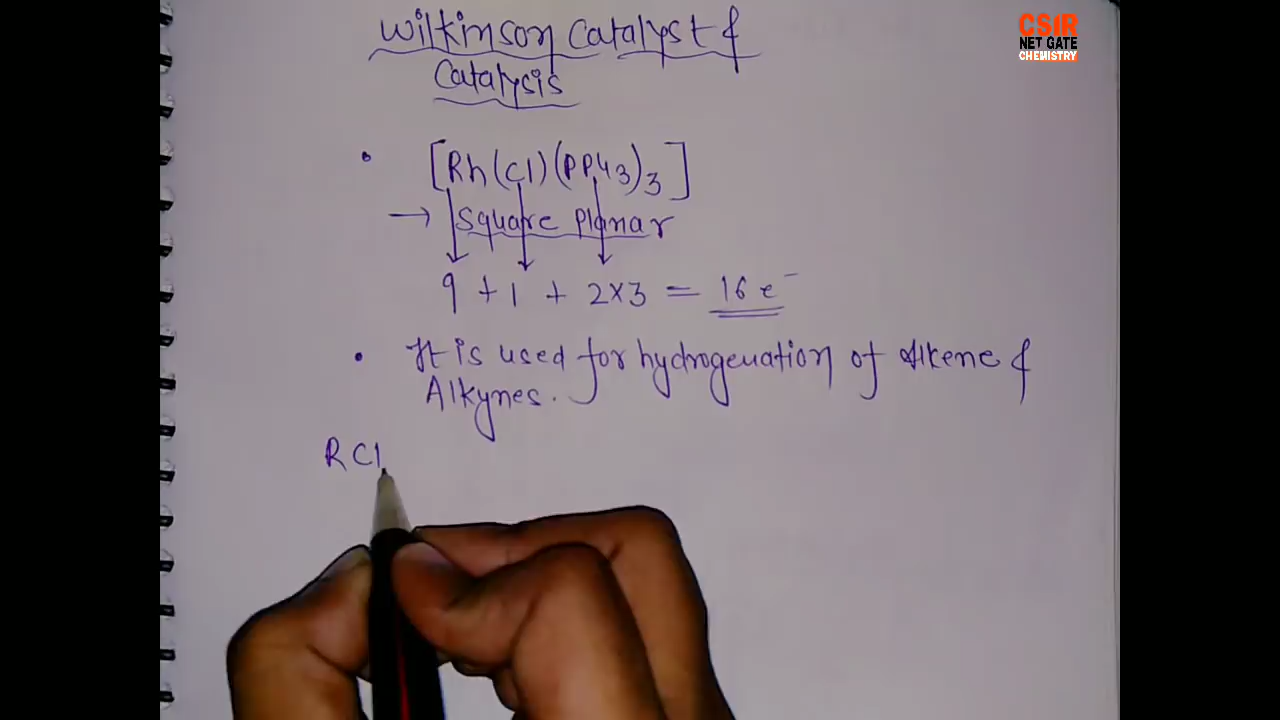 Wilkinson Catalyst &
Catalysis
CSIR
NET GATE
CHEMISTRY
• [Rh(Cl)(PPh3)3]
→ Square Planar
9 + 1 + 2×3 = 16 e⁻
• It is used for hydrogenation of Alkene &
Alkynes.
RCl